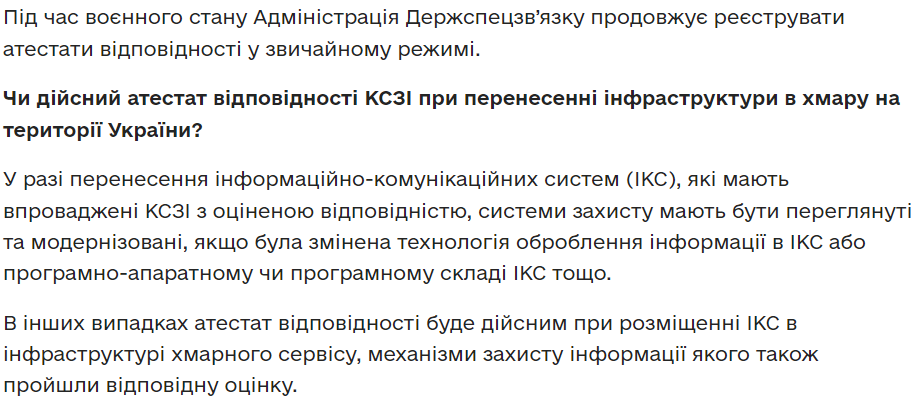 Під час воєнного стану Адміністрація Держспецзв’язку продовжує реєструвати
атестати відповідності у звичайному режимі.
Чи дійсний атестат відповідності КСЗІ при перенесенні інфраструктури в хмару на
території України?
У разі перенесення інформаційно-комунікаційних систем (ІКС), які мають
впроваджені КСЗІ з оціненою відповідністю, системи захисту мають бути переглянуті
та модернізовані, якщо була змінена технологія оброблення інформації в ІКС або
програмно-апаратному чи програмному складі ІКС тощо.
В інших випадках атестат відповідності буде дійсним при розміщенні ІКС в
інфраструктурі хмарного сервісу, механізми захисту інформації якого також
пройшли відповідну оцінку.